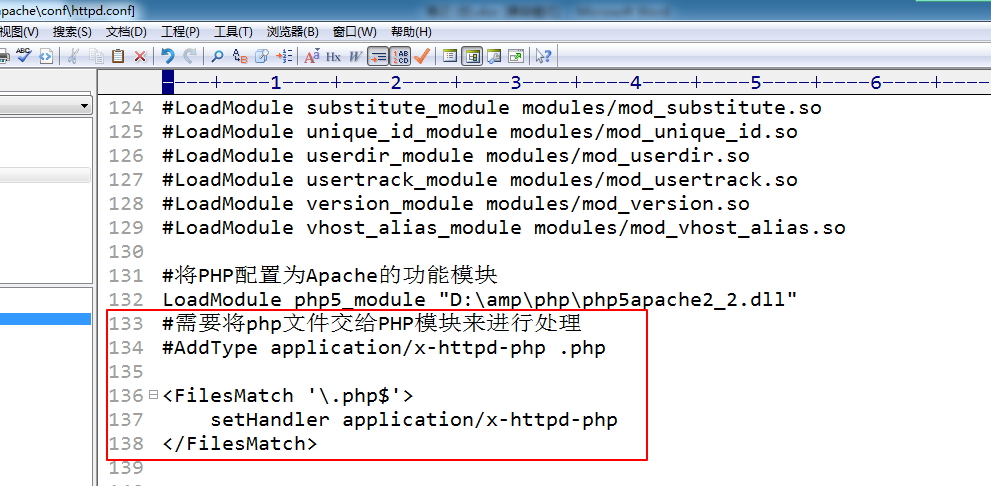 apache\conf\httpd.conf]
视图(V) 搜索(S) 文档(D) 工程(P) 工具(T) 浏览器(B) 窗口(W) 帮助(H)
----+----1----+----2----+----3----+----4----+----5----+----6----+----
124 #LoadModule substitute_module modules/mod_substitute.so
125 #LoadModule unique_id_module modules/mod_unique_id.so
126 #LoadModule userdir_module modules/mod_userdir.so
127 #LoadModule usertrack_module modules/mod_usertrack.so
128 #LoadModule version_module modules/mod_version.so
129 #LoadModule vhost_alias_module modules/mod_vhost_alias.so
130
131 #将PHP配置为Apache的功能模块
132 LoadModule php5_module "D:\amp\php\php5apache2_2.dll"
133 #需要将php文件交给PHP模块来进行处理
134 #AddType application/x-httpd-php .php
135
136 <FilesMatch '\.php$'>
137 setHandler application/x-httpd-php
138 </FilesMatch>
139